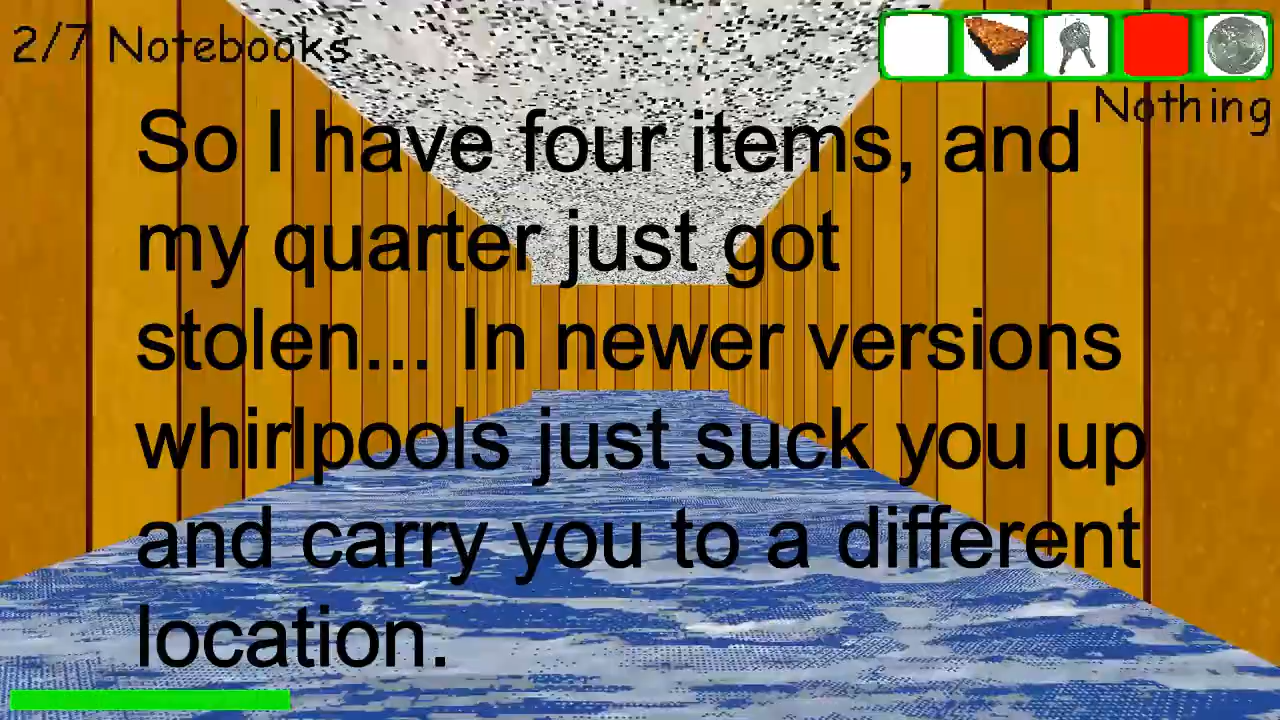 2/7 Notebooks
Nothing
So I have four items, and
my quarter just got
stolen... In newer versions
whirlpools just suck you up
and carry you to a different
location.